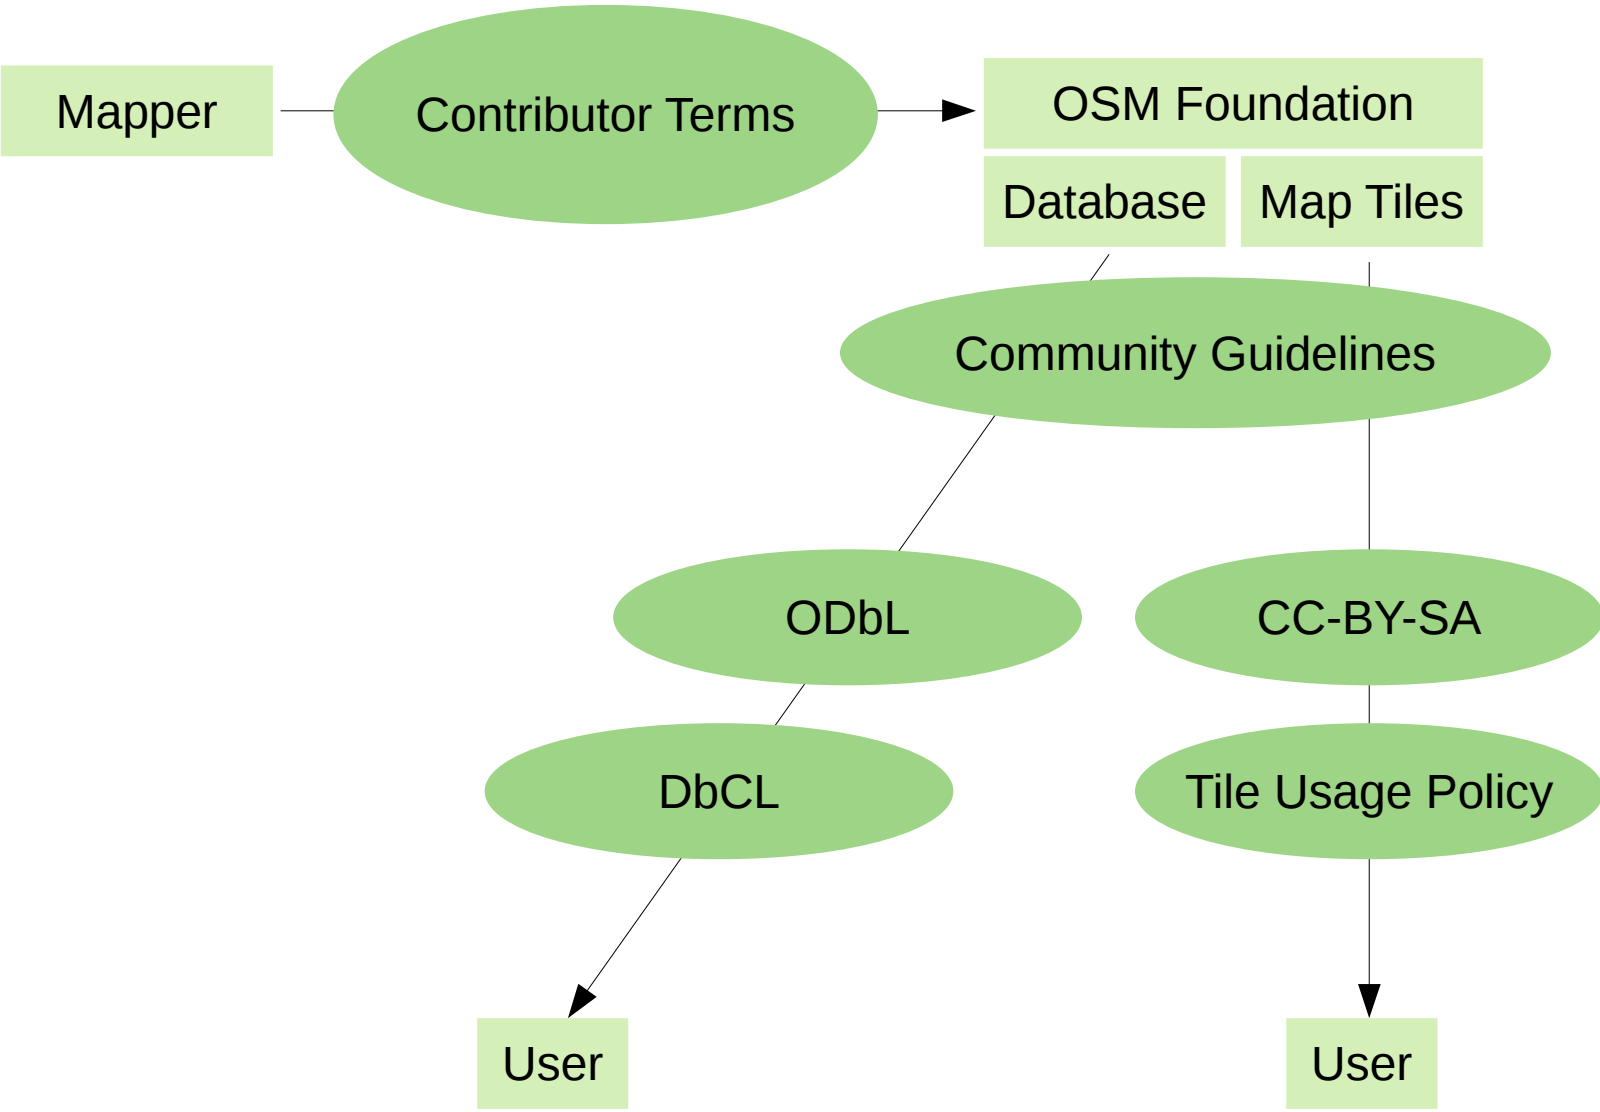 Mapper
Contributor Terms
OSM Foundation
Database
Map Tiles
Community Guidelines
ODbL
CC-BY-SA
DbCL
Tile Usage Policy
User
User